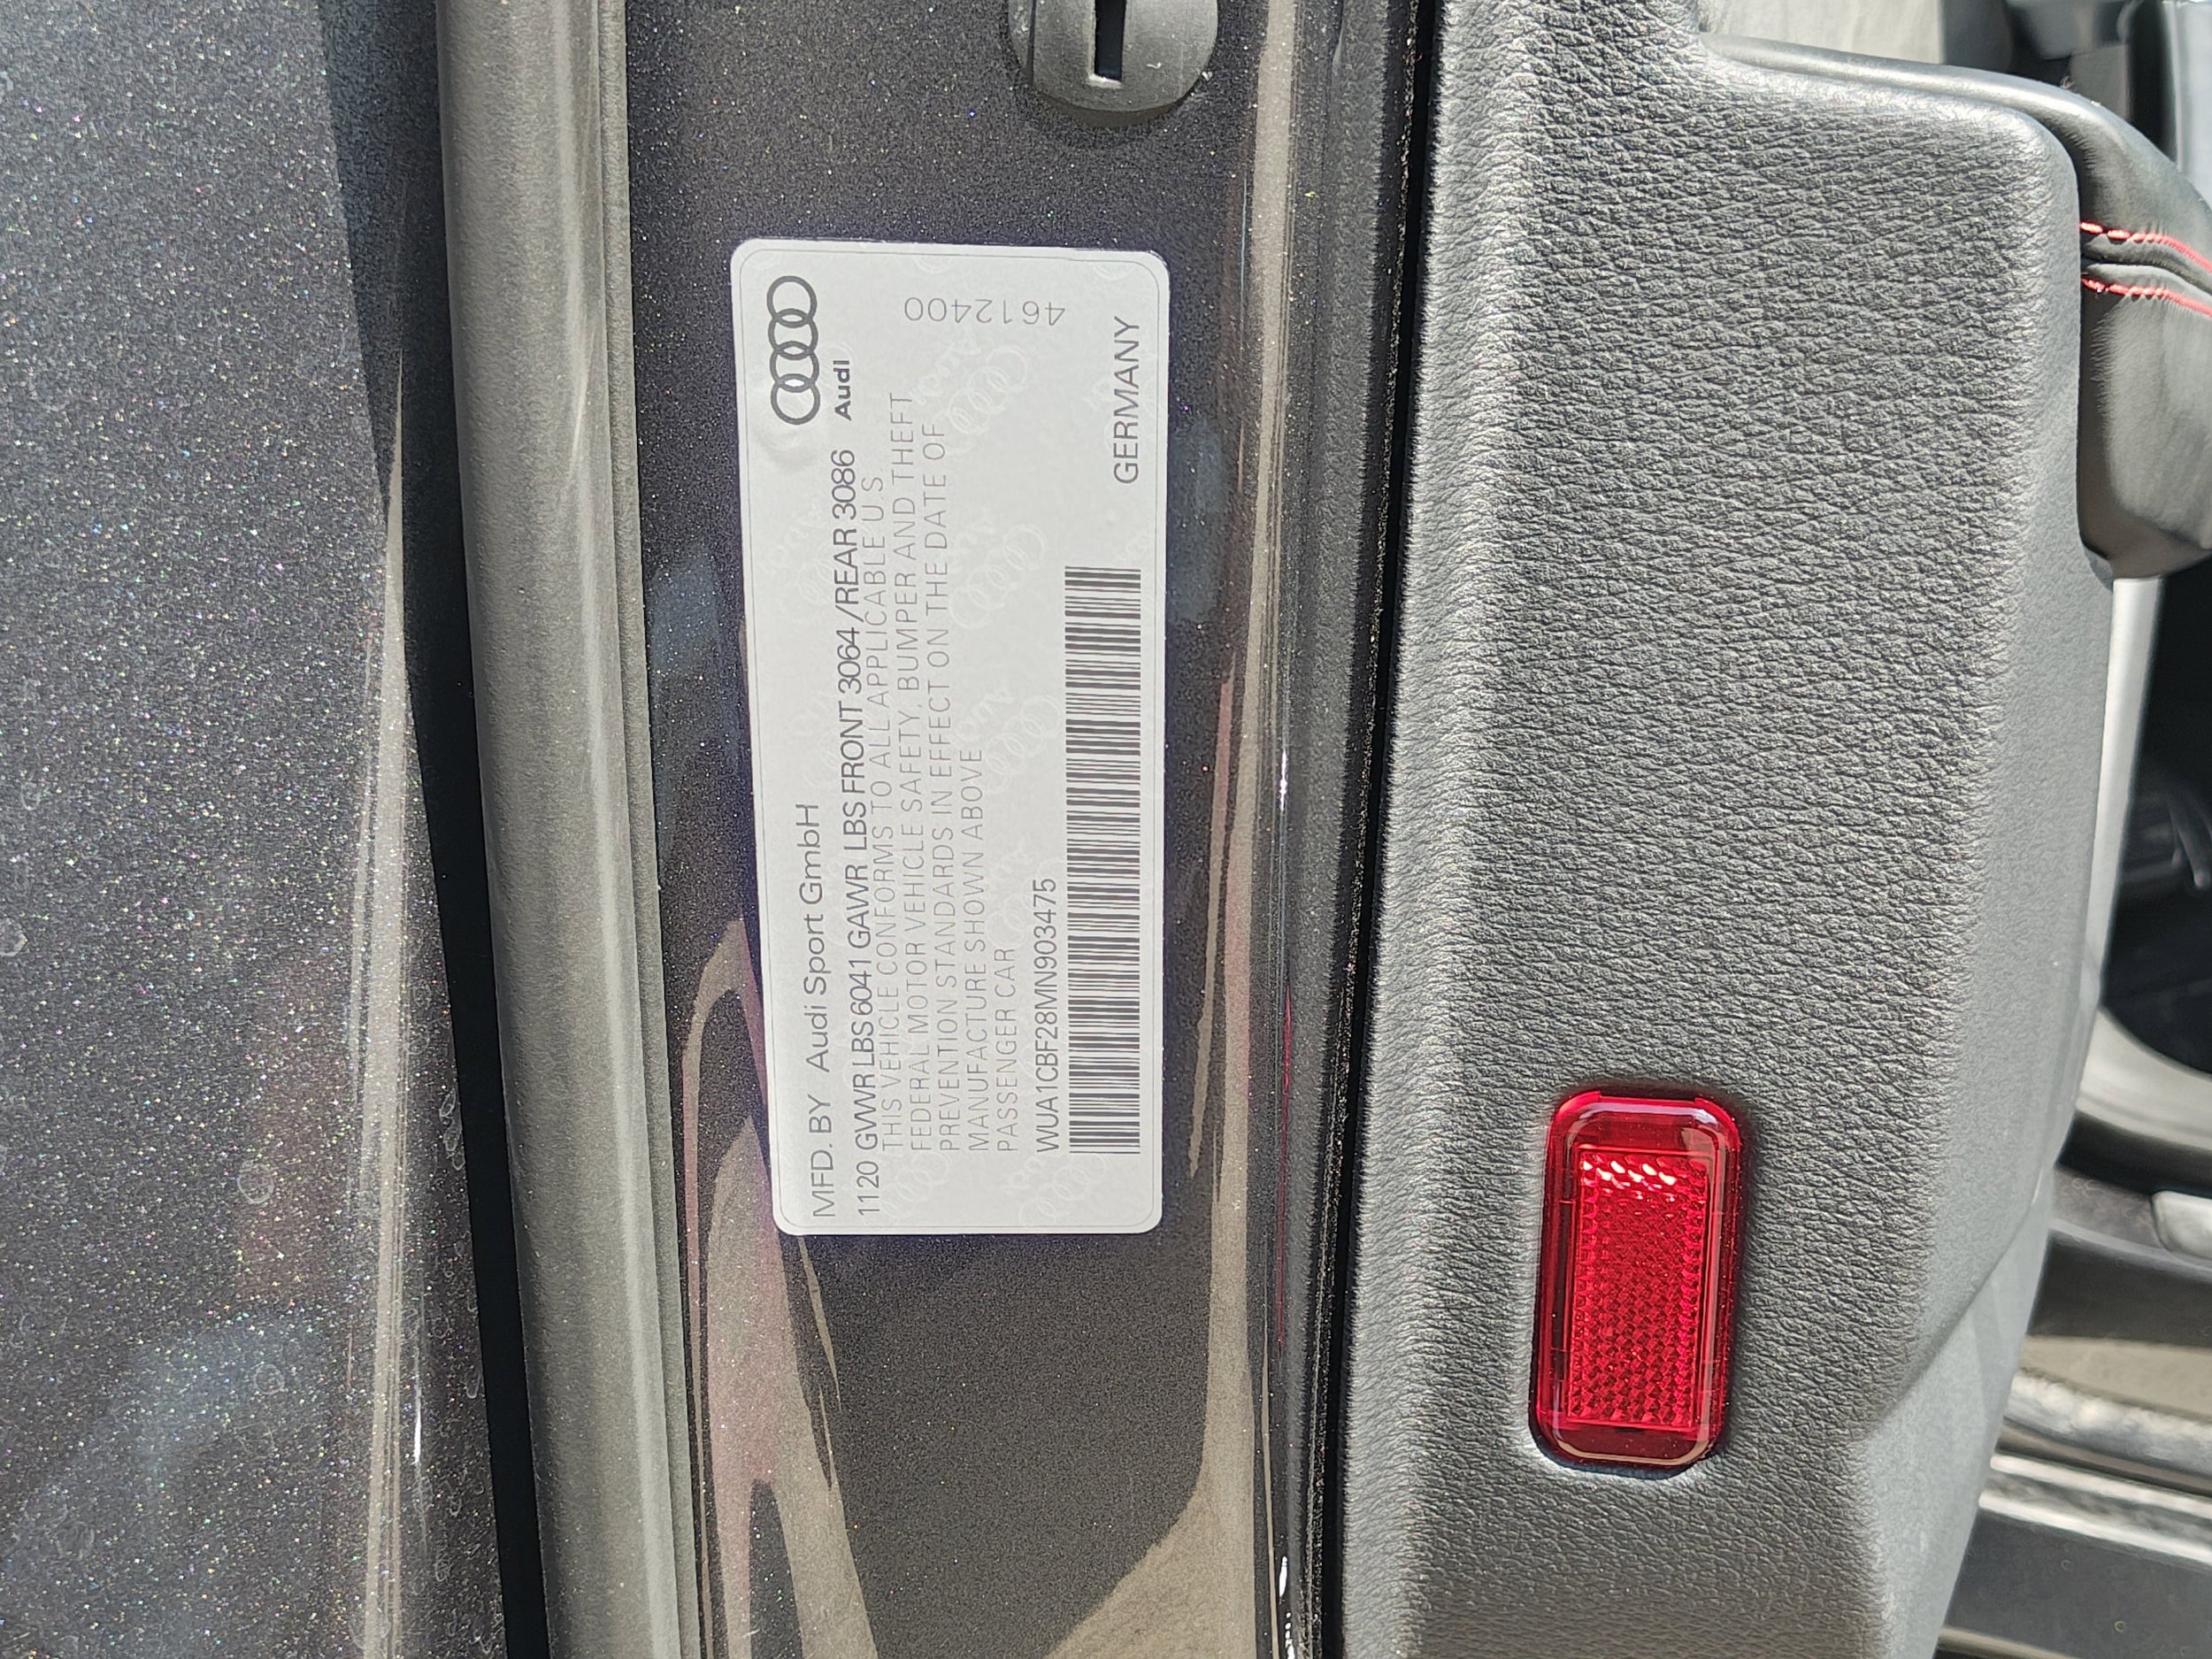 MFD. BY Audi Sport GmbH
Audi
1120 GVWR LBS 6041 GAWR LBS FRONT 3064/REAR 3086
THIS VEHICLE CONFORMS TO ALL APPLICABLE U.S.
FEDERAL MOTOR VEHICLE SAFETY, BUMPER AND THEFT
PREVENTION STANDARDS IN EFFECT ON THE DATE OF
MANUFACTURE SHOWN ABOVE
PASSENGER CAR
4612400
WUA1CBF28MN903475
GERMANY